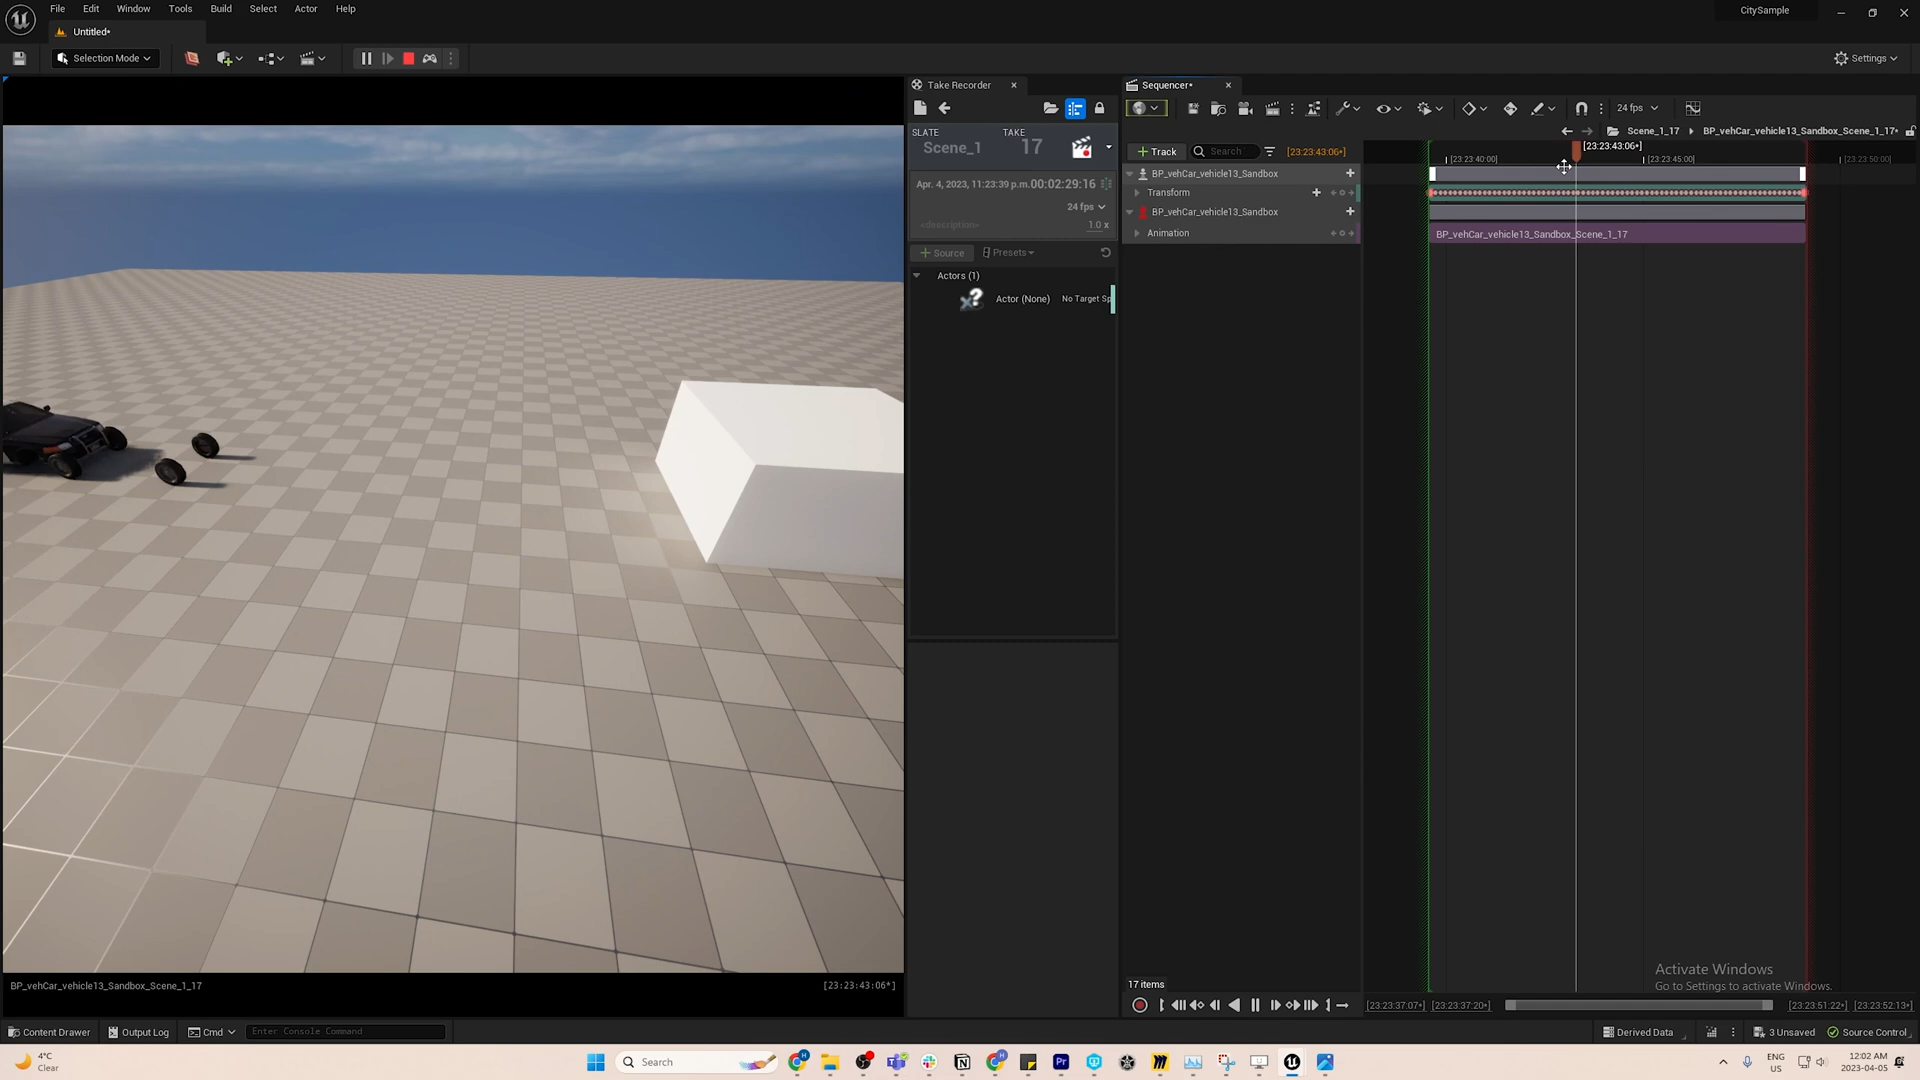 File Edit Window Tools Build Select Actor Help
CitySample
Untitled*
Selection Mode
Settings
Take Recorder
Sequencer*
24 fps
SLATE
TAKE
Scene_1
17
Scene_1_17
BP_vehCar_vehicle13_Sandbox_Scene_1_17*
Track
Search
[23:23:43:06*]
[23:23:43:06*]
[23:23:40:00]
[23:23:45:00]
[23:23:50:00]
Apr. 4, 2023, 11:23:39 p.m.
00:02:29:16
24 fps
<description>
1.0 x
BP_vehCar_vehicle13_Sandbox
Transform
BP_vehCar_vehicle13_Sandbox
Animation
BP_vehCar_vehicle13_Sandbox_Scene_1_17
Source
Presets
Actors (1)
Actor (None)
No Target Sp
Activate Windows
Go to Settings to activate Windows.
17 items
BP_vehCar_vehicle13_Sandbox_Scene_1_17
[23:23:43:06*]
[23:23:37:07*]
[23:23:37:20*]
[23:23:51:22*]
[23:23:52:13*]
Content Drawer
Output Log
Cmd
Enter Console Command
Derived Data
3 Unsaved
Source Control
4°C
Clear
Search
ENG
US
12:02 AM
2023-04-05